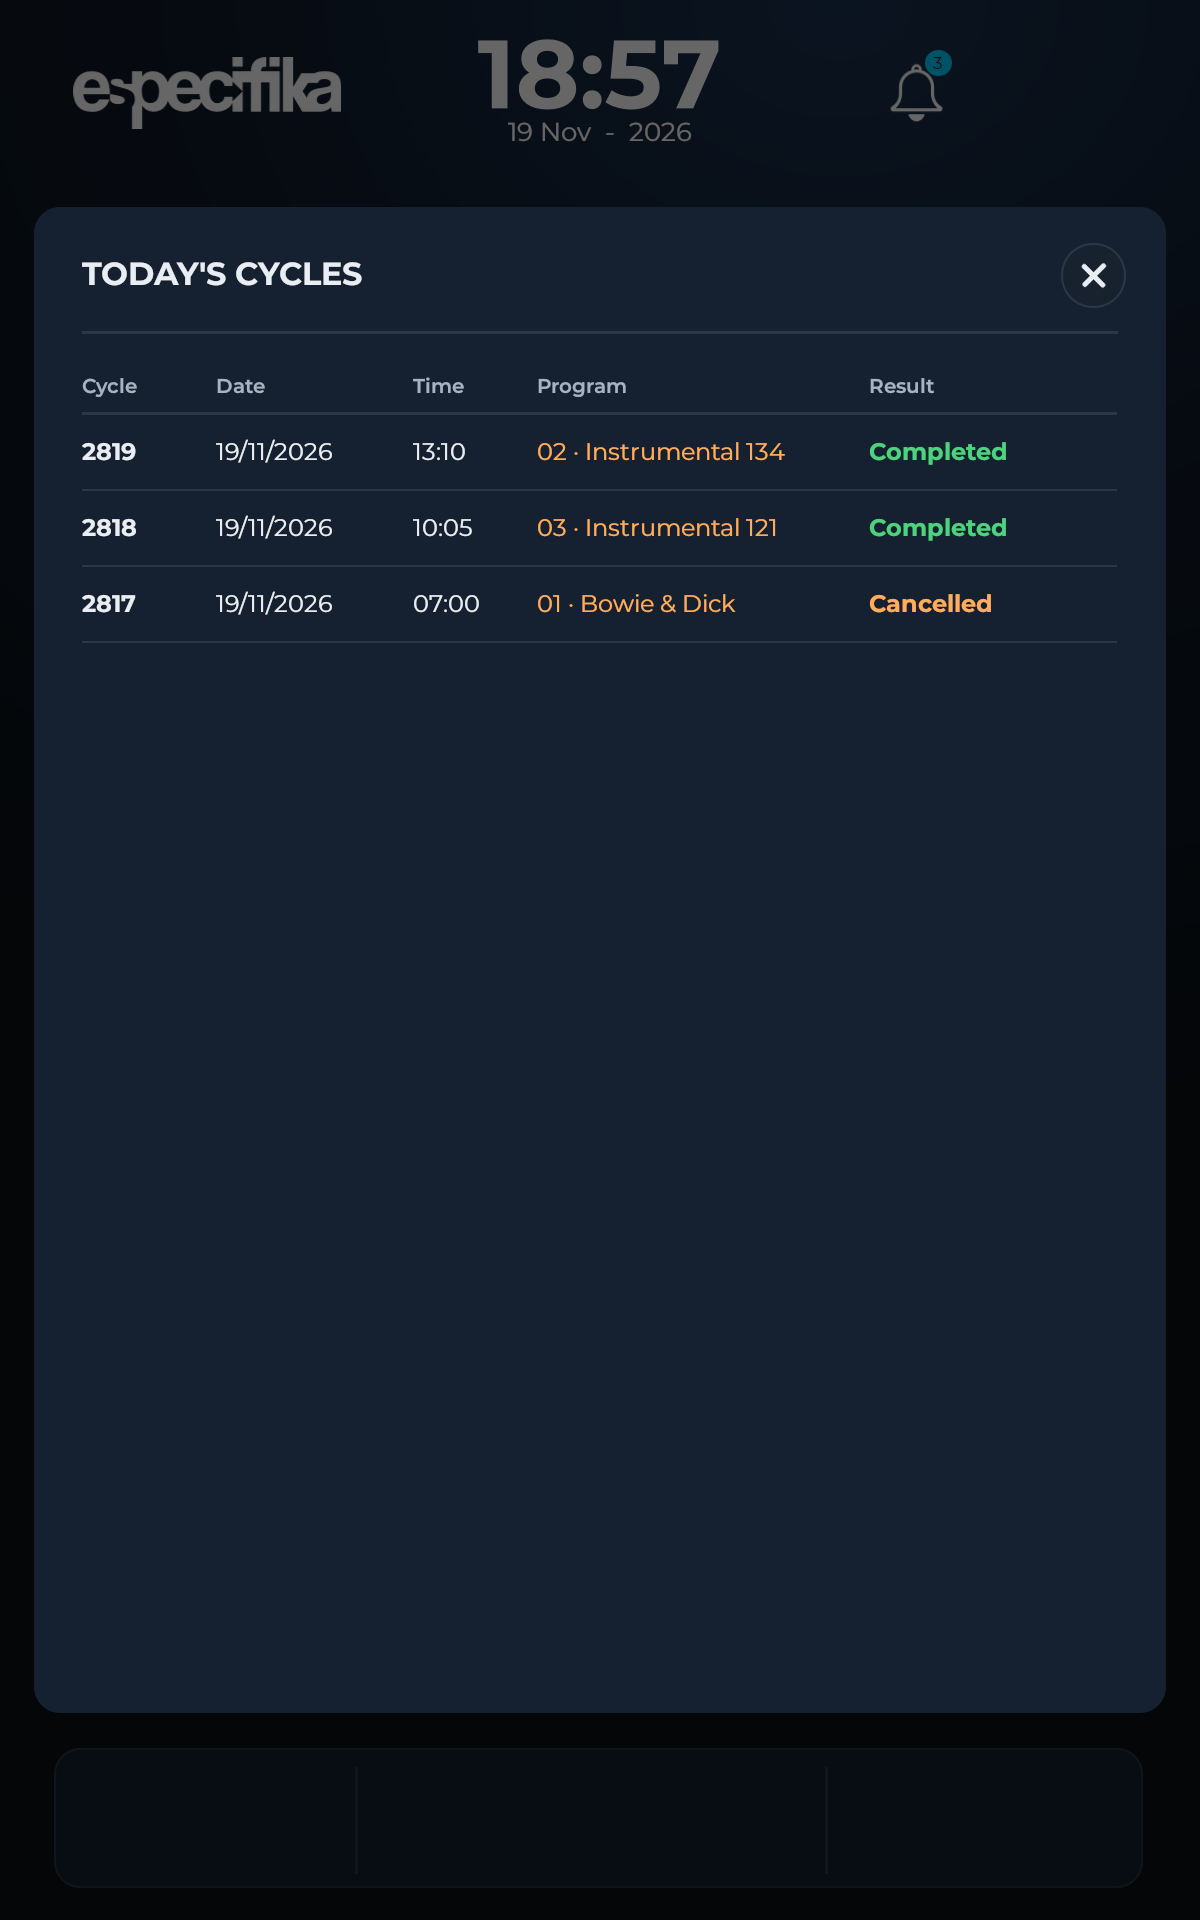 especifika
18:57
19 Nov - 2026
3
TODAY'S CYCLES
Cycle Date Time Program Result
2819 19/11/2026 13:10 02 · Instrumental 134 Completed
2818 19/11/2026 10:05 03 · Instrumental 121 Completed
2817 19/11/2026 07:00 01 · Bowie & Dick Cancelled